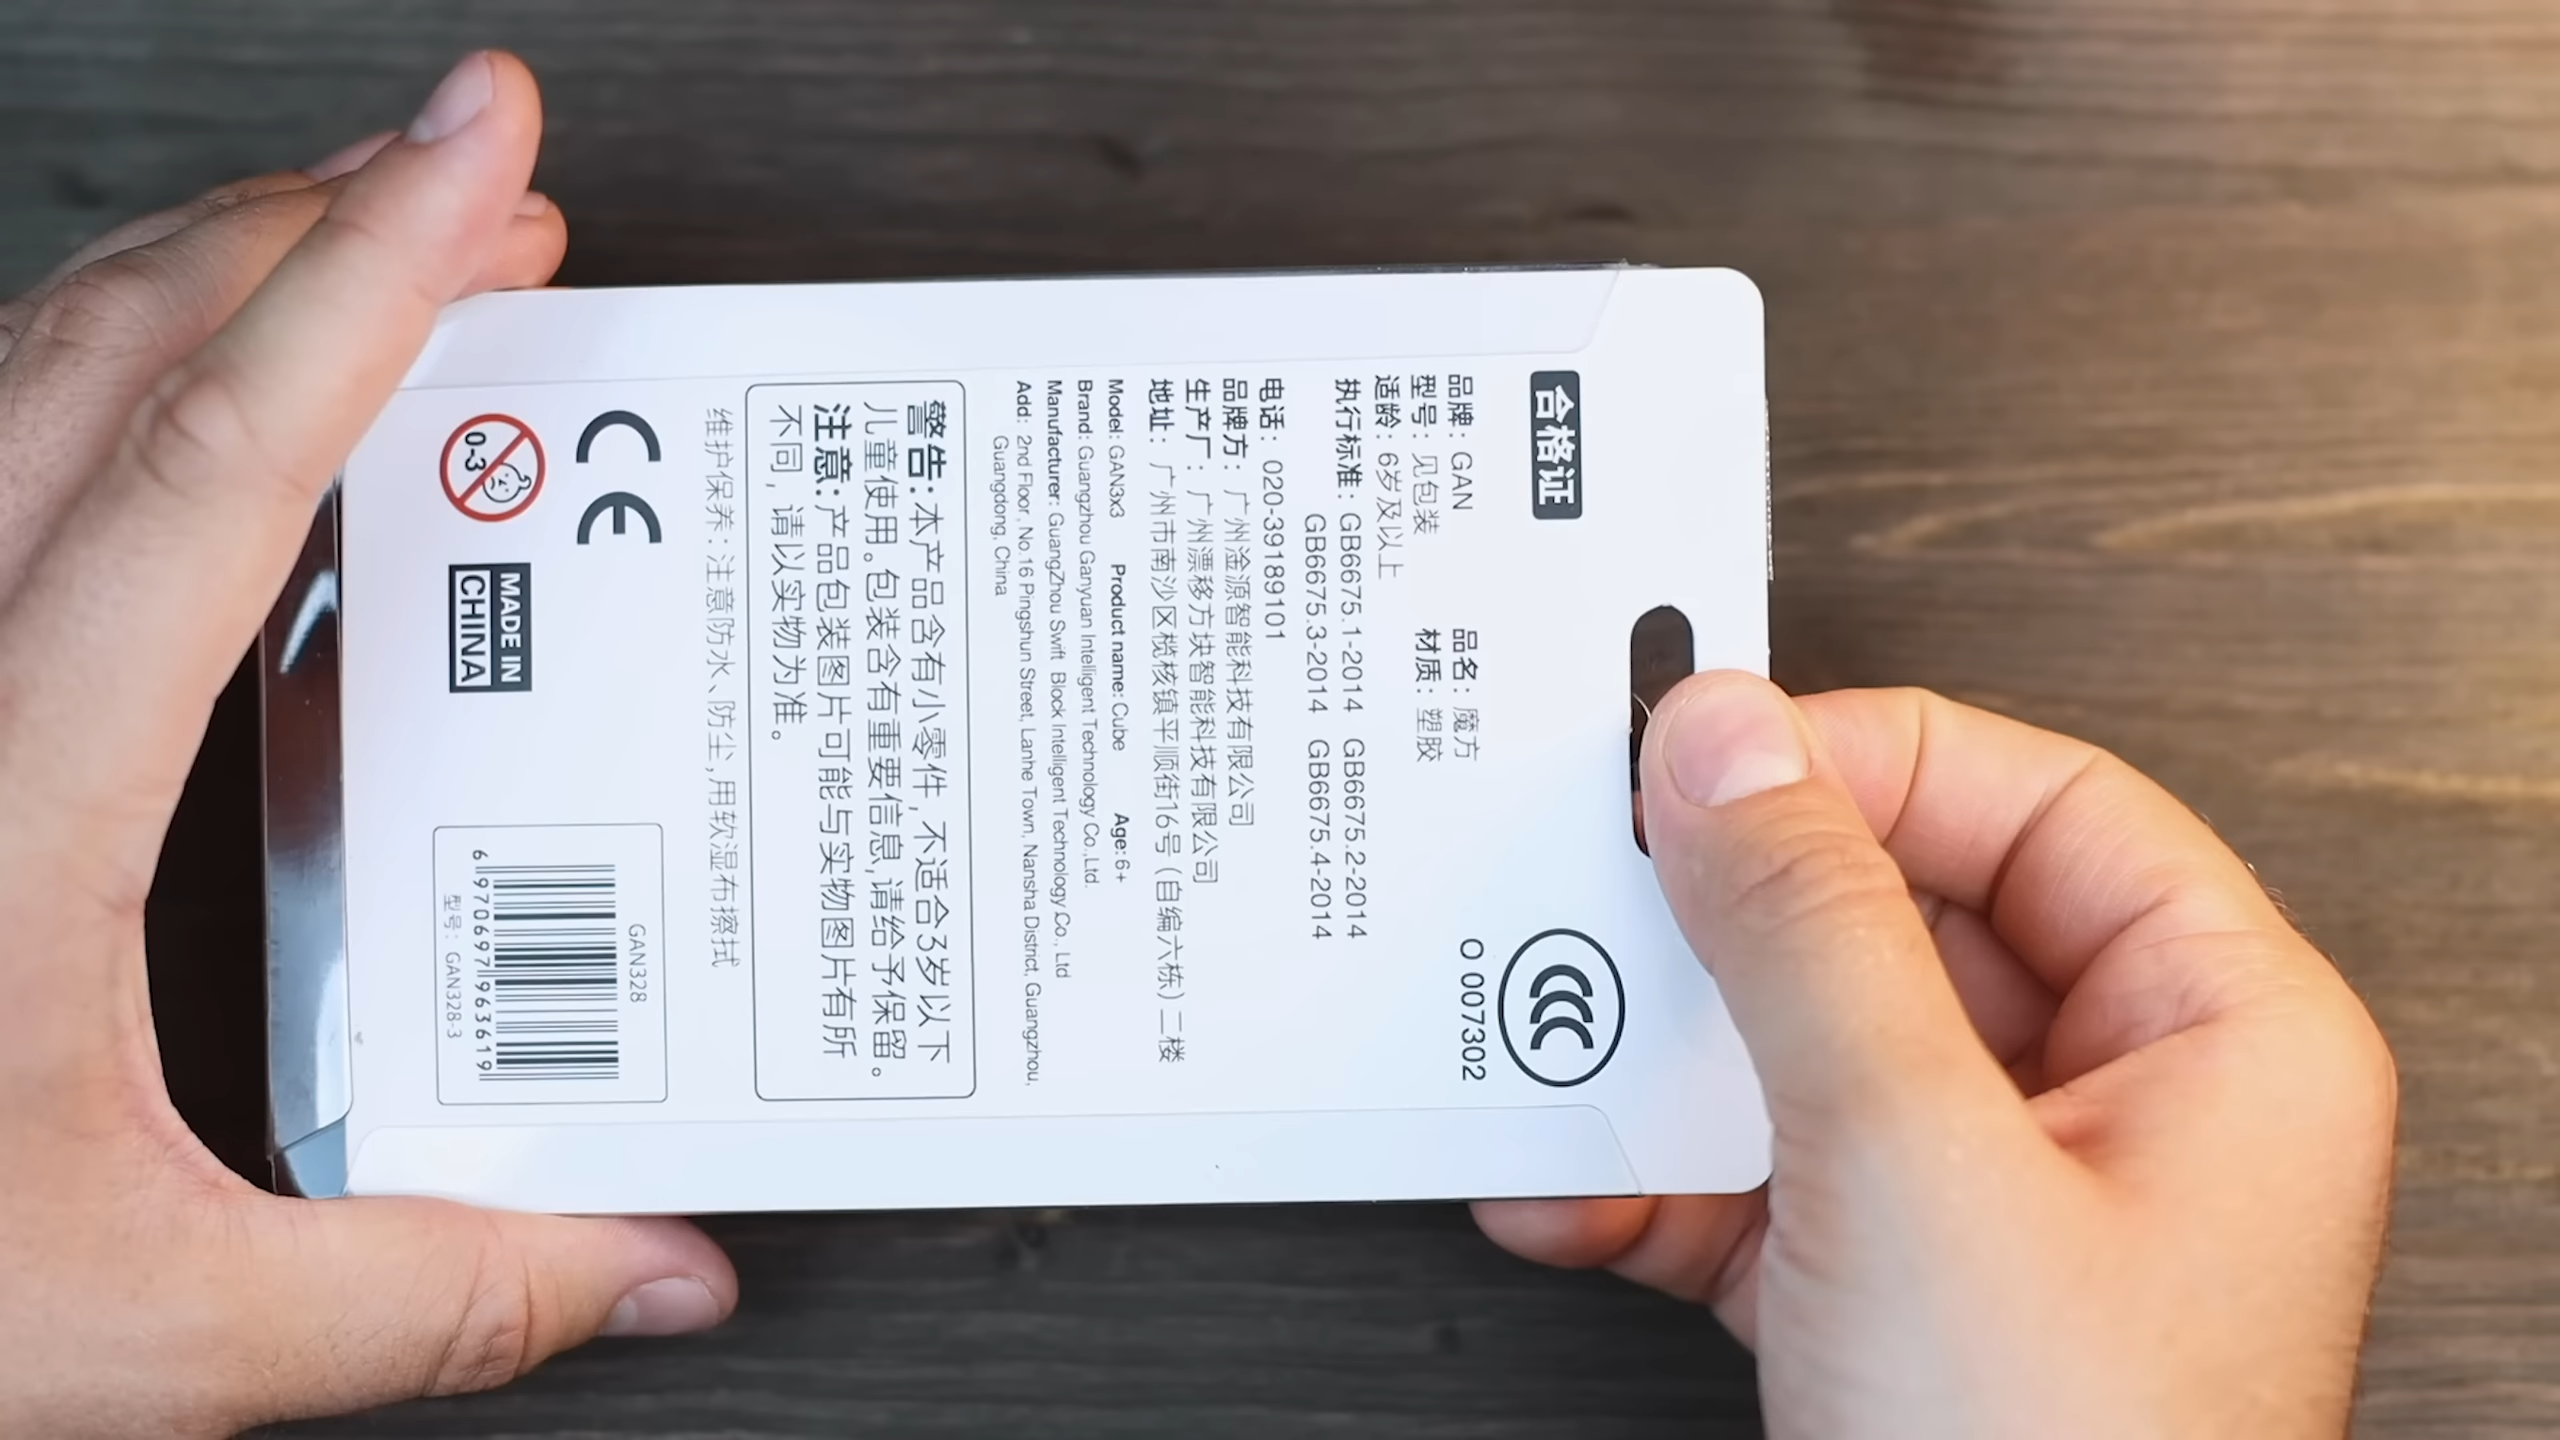 合格证
品牌：GAN 品名：魔方
型号：见包装 材质：塑胶
适龄：6岁及以上
执行标准：GB6675.1-2014 GB6675.2-2014
GB6675.3-2014 GB6675.4-2014
O 007302
电话：020-39189101
品牌方：广州淦源智能科技有限公司
生产厂：广州漂移方块智能科技有限公司
地址：广州市南沙区榄核镇平顺街16号（自编六栋）二楼
Model: GAN3x3 Product name: Cube Age: 6+
Brand: Guangzhou Ganyuan Intelligent Technology Co.,Ltd.
Manufacturer: GuangZhou Swift Block Intelligent Technology.Co., Ltd
Add: 2nd Floor, No.16 Pingshun Street, Lanhe Town, Nansha District, Guangzhou,
Guangdong, China
警告：本产品含有小零件，不适合3岁以下
儿童使用。包装含有重要信息，请给予保留。
注意：产品包装图片可能与实物图片有所
不同，请以实物为准。
维护保养：注意防水、防尘，用软湿布擦拭
CE
0-3
MADE IN
CHINA
GAN328
6 970697 963619
型号：GAN328-3